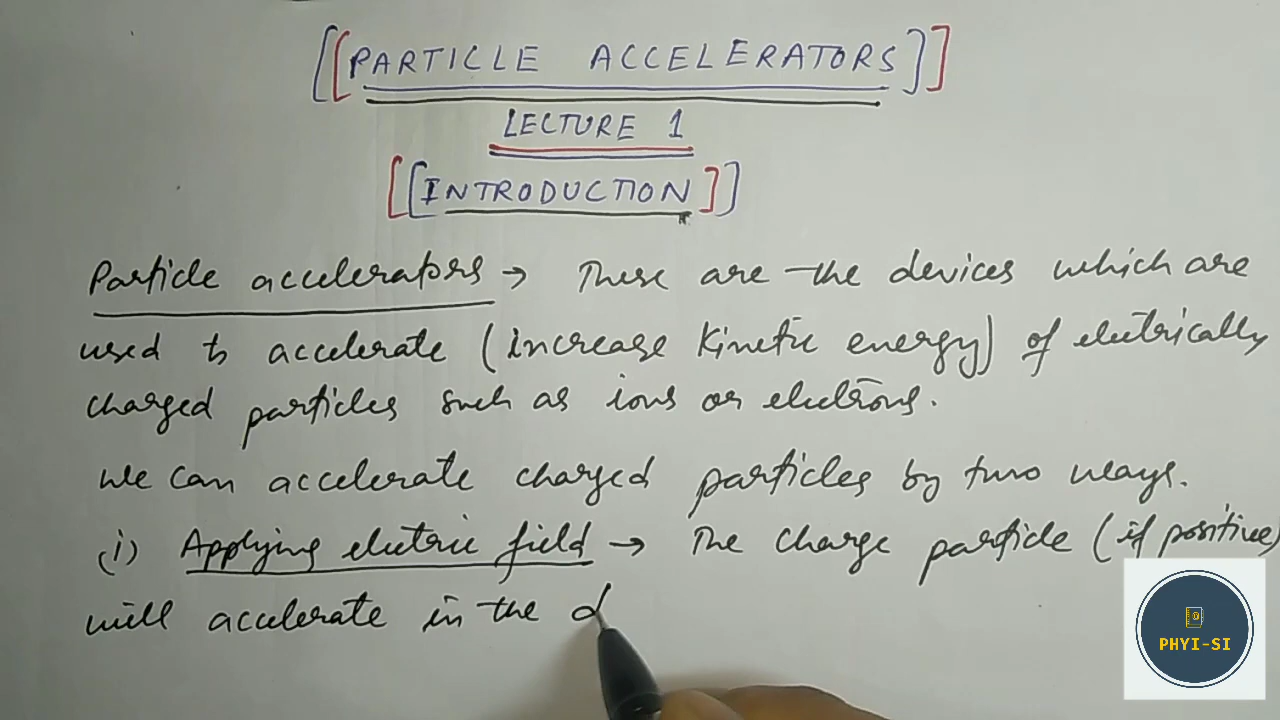 [[PARTICLE ACCELERATORS]]
LECTURE 1
[[INTRODUCTION]]
Particle accelerators → These are the devices which are
used to accelerate (increase kinetic energy) of electrically
charged particles such as ions or electrons.
We can accelerate charged particles by two ways.
(i) Applying electric field → The charge particle (if positive)
will accelerate in the d
PHYI-SI